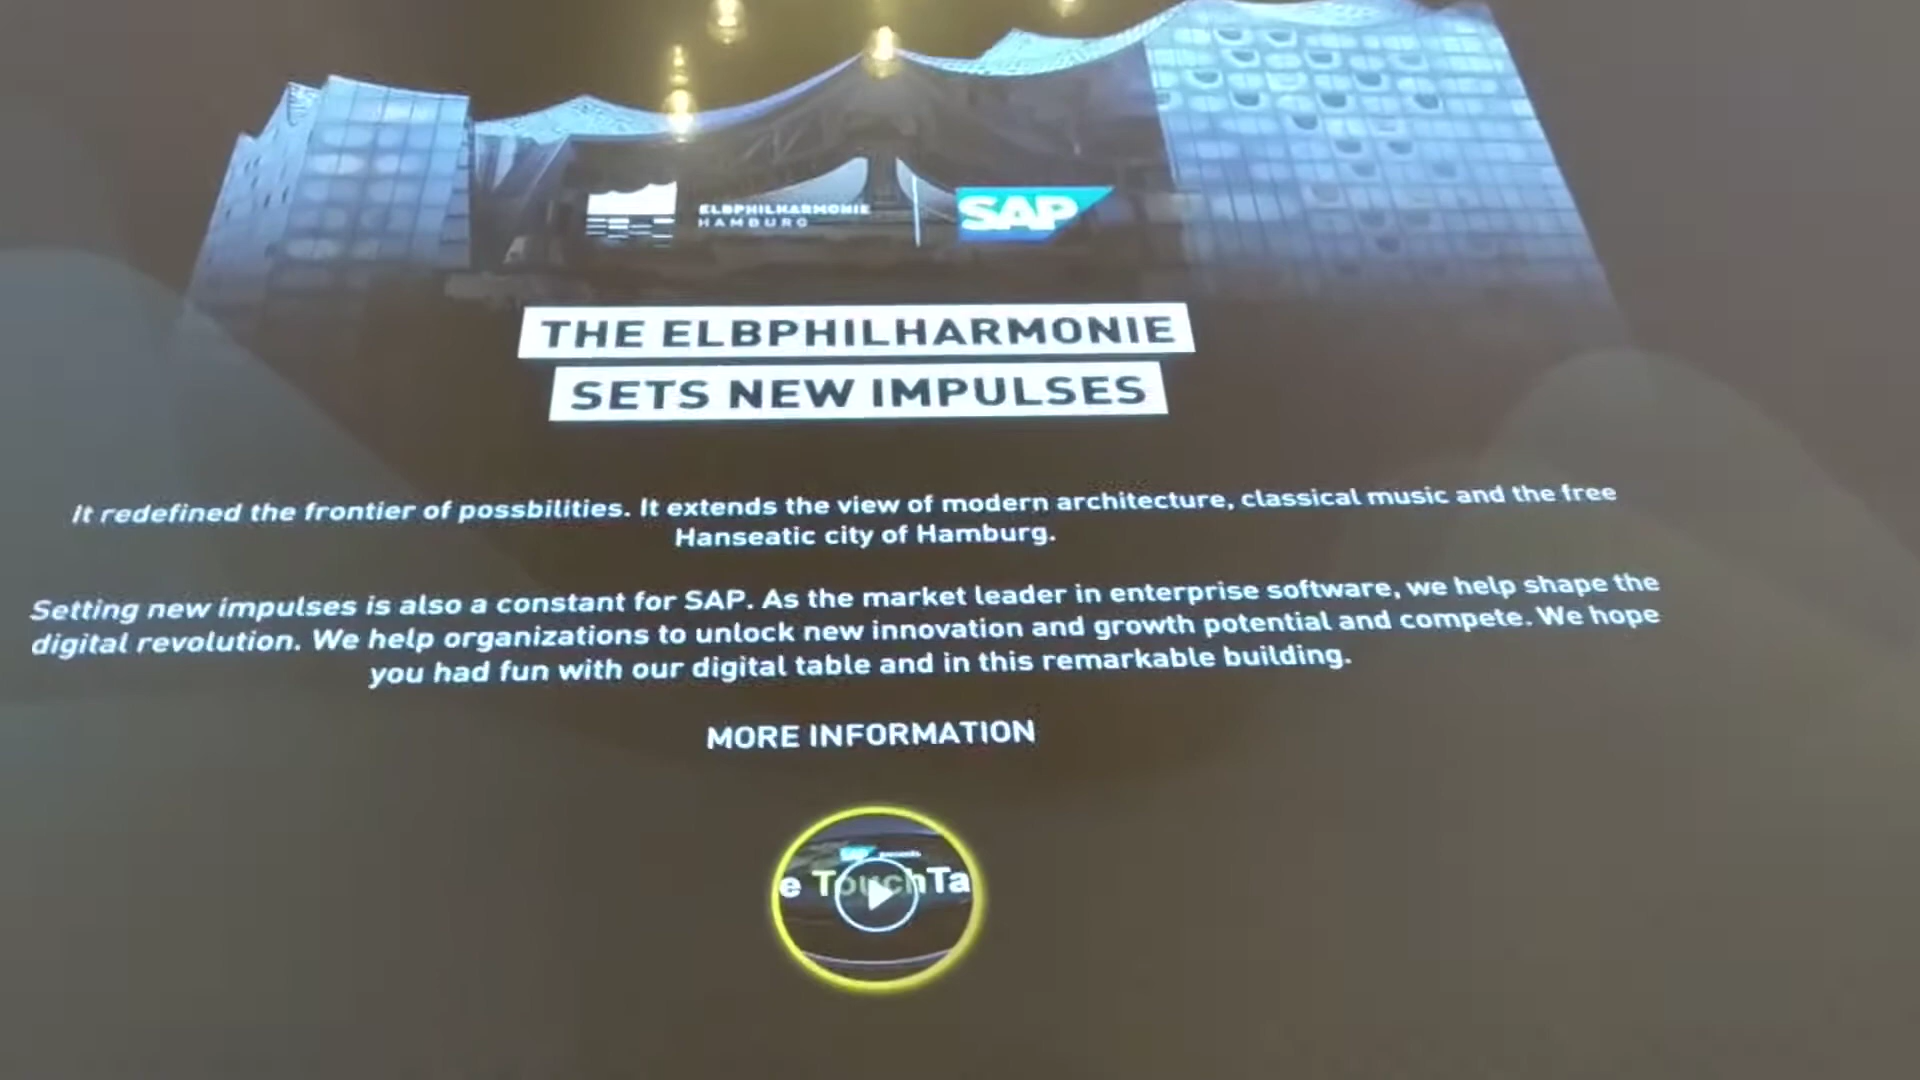 ELBPHILHARMONIE
HAMBURG
SAP
THE ELBPHILHARMONIE
SETS NEW IMPULSES
It redefined the frontier of possbilities. It extends the view of modern architecture, classical music and the free
Hanseatic city of Hamburg.
Setting new impulses is also a constant for SAP. As the market leader in enterprise software, we help shape the
digital revolution. We help organizations to unlock new innovation and growth potential and compete. We hope
you had fun with our digital table and in this remarkable building.
MORE INFORMATION
SAP presents
e TouchTa